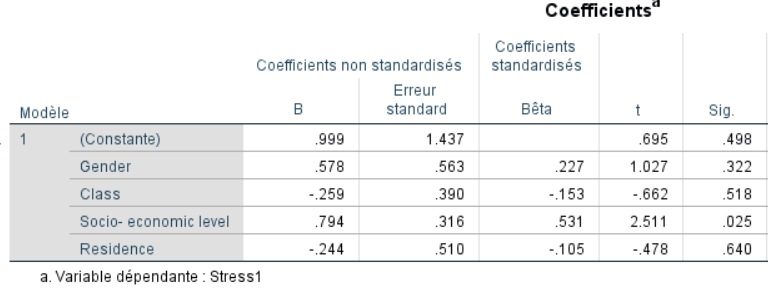 Coefficients^a
Coefficients non standardisés Coefficients standardisés
Modèle B Erreur standard Bêta t Sig.
1 (Constante) .999 1.437 .695 .498
Gender .578 .563 .227 1.027 .322
Class -.259 .390 -.153 -.662 .518
Socio- economic level .794 .316 .531 2.511 .025
Residence -.244 .510 -.105 -.478 .640
a. Variable dépendante : Stress1